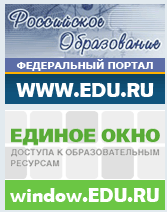 Российское
Образование
ФЕДЕРАЛЬНЫЙ ПОРТАЛ
WWW.EDU.RU
ЕДИНОЕ ОКНО
ДОСТУПА К ОБРАЗОВАТЕЛЬНЫМ
РЕСУРСАМ
window.EDU.RU